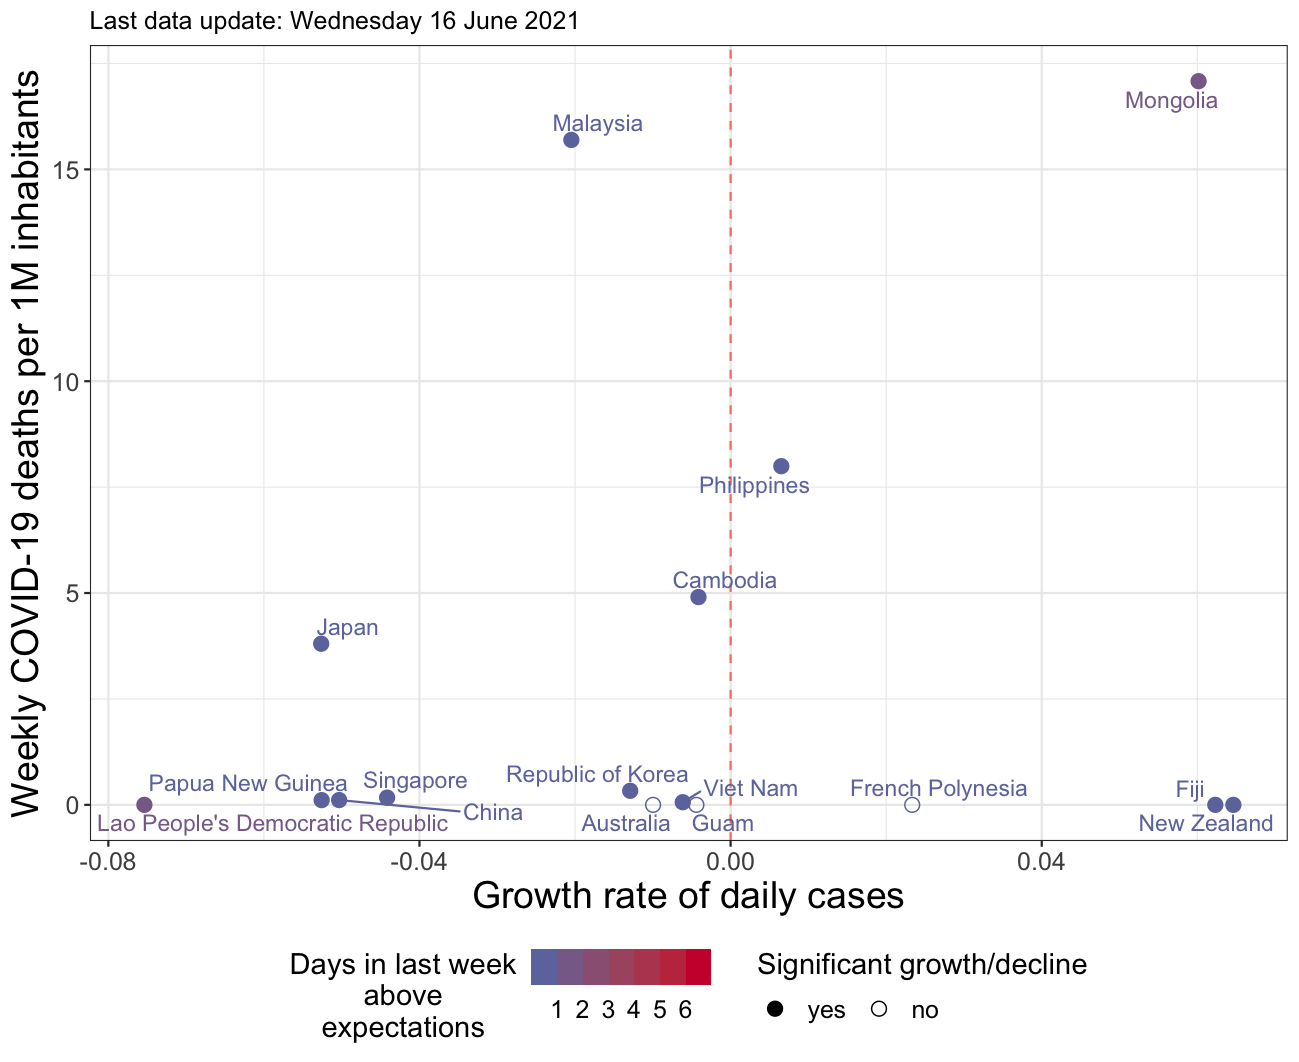 Last data update: Wednesday 16 June 2021
Weekly COVID-19 deaths per 1M inhabitants
15
10
5
0
Mongolia
Malaysia
Philippines
Cambodia
Japan
Papua New Guinea
Singapore
Republic of Korea
Viet Nam
French Polynesia
Fiji
China
Lao People's Democratic Republic
Australia
Guam
New Zealand
-0.08
-0.04
0.00
0.04
Growth rate of daily cases
Days in last week
above
expectations
1 2 3 4 5 6
Significant growth/decline
yes
no